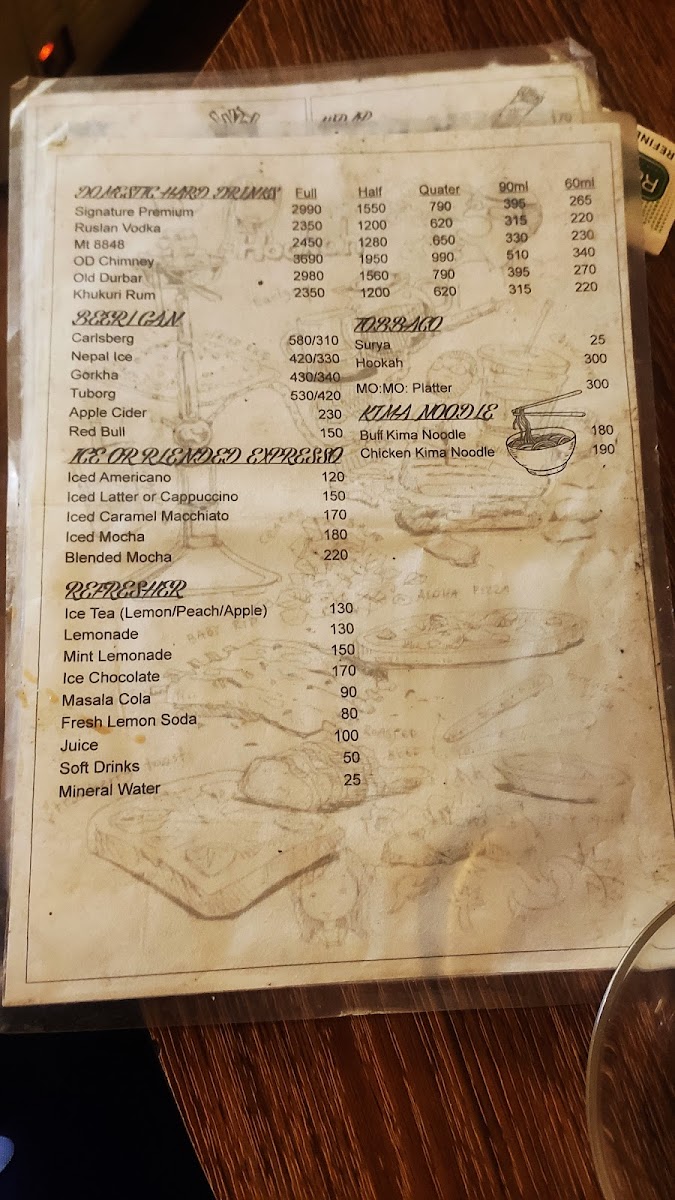 DOMESTIC HARD DRINKS Full Half Quater 90ml 60ml
Signature Premium 2990 1550 790 395 265
Ruslan Vodka 2350 1200 620 315 220
Mt 8848 2450 1280 650 330 230
OD Chimney 3690 1950 990 510 340
Old Durbar 2980 1560 790 395 270
Khukuri Rum 2350 1200 620 315 220
BEER/CAN
Carlsberg 580/310
Nepal Ice 420/330
Gorkha 430/340
Tuborg 530/420
Apple Cider 230
Red Bull 150
TOBBACO
Surya 25
Hookah 300
MO:MO: Platter 300
KIMA NOODLE
Buff Kima Noodle 180
Chicken Kima Noodle 190
ICE OR BLENDED EXPRESSO
Iced Americano 120
Iced Latter or Cappuccino 150
Iced Caramel Macchiato 170
Iced Mocha 180
Blended Mocha 220
REFRESHER
Ice Tea (Lemon/Peach/Apple) 130
Lemonade 130
Mint Lemonade 150
Ice Chocolate 170
Masala Cola 90
Fresh Lemon Soda 80
Juice 100
Soft Drinks 50
Mineral Water 25
ALOHA PIZZA